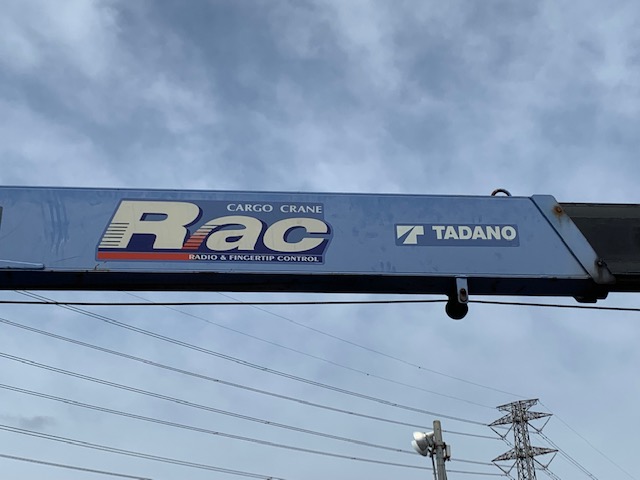 CARGO CRANE
Rac
RADIO & FINGERTIP CONTROL
TADANO